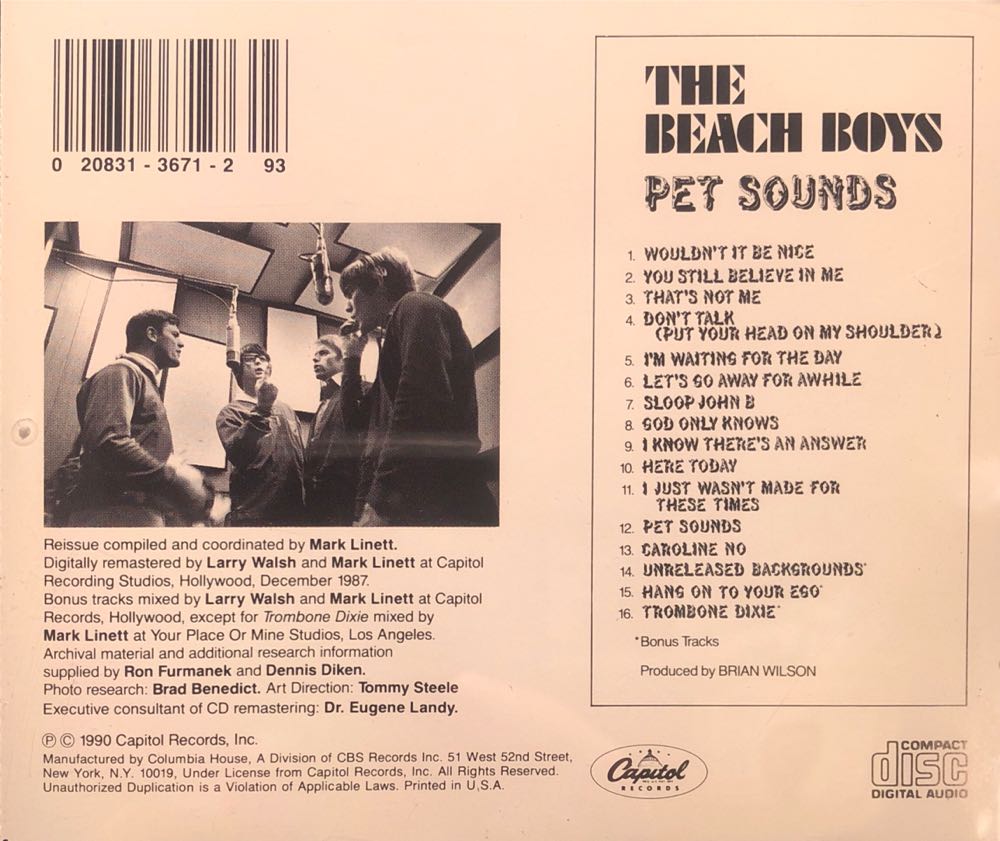 0 20831 - 3671 - 2 93
Reissue compiled and coordinated by Mark Linett.
Digitally remastered by Larry Walsh and Mark Linett at Capitol
Recording Studios, Hollywood, December 1987.
Bonus tracks mixed by Larry Walsh and Mark Linett at Capitol
Records, Hollywood, except for Trombone Dixie mixed by
Mark Linett at Your Place Or Mine Studios, Los Angeles.
Archival material and additional research information
supplied by Ron Furmanek and Dennis Diken.
Photo research: Brad Benedict. Art Direction: Tommy Steele
Executive consultant of CD remastering: Dr. Eugene Landy.
℗ © 1990 Capitol Records, Inc.
Manufactured by Columbia House, A Division of CBS Records Inc. 51 West 52nd Street,
New York, N.Y. 10019, Under License from Capitol Records, Inc. All Rights Reserved.
Unauthorized Duplication is a Violation of Applicable Laws. Printed in U.S.A.
THE
BEACH BOYS
PET SOUNDS
1. WOULDN'T IT BE NICE
2. YOU STILL BELIEVE IN ME
3. THAT'S NOT ME
4. DON'T TALK
(PUT YOUR HEAD ON MY SHOULDER)
5. I'M WAITING FOR THE DAY
6. LET'S GO AWAY FOR AWHILE
7. SLOOP JOHN B
8. GOD ONLY KNOWS
9. I KNOW THERE'S AN ANSWER
10. HERE TODAY
11. I JUST WASN'T MADE FOR
THESE TIMES
12. PET SOUNDS
13. CAROLINE NO
14. UNRELEASED BACKGROUNDS*
15. HANG ON TO YOUR EGO*
16. TROMBONE DIXIE*
*Bonus Tracks
Produced by BRIAN WILSON
Capitol
RECORDS
COMPACT
disc
DIGITAL AUDIO